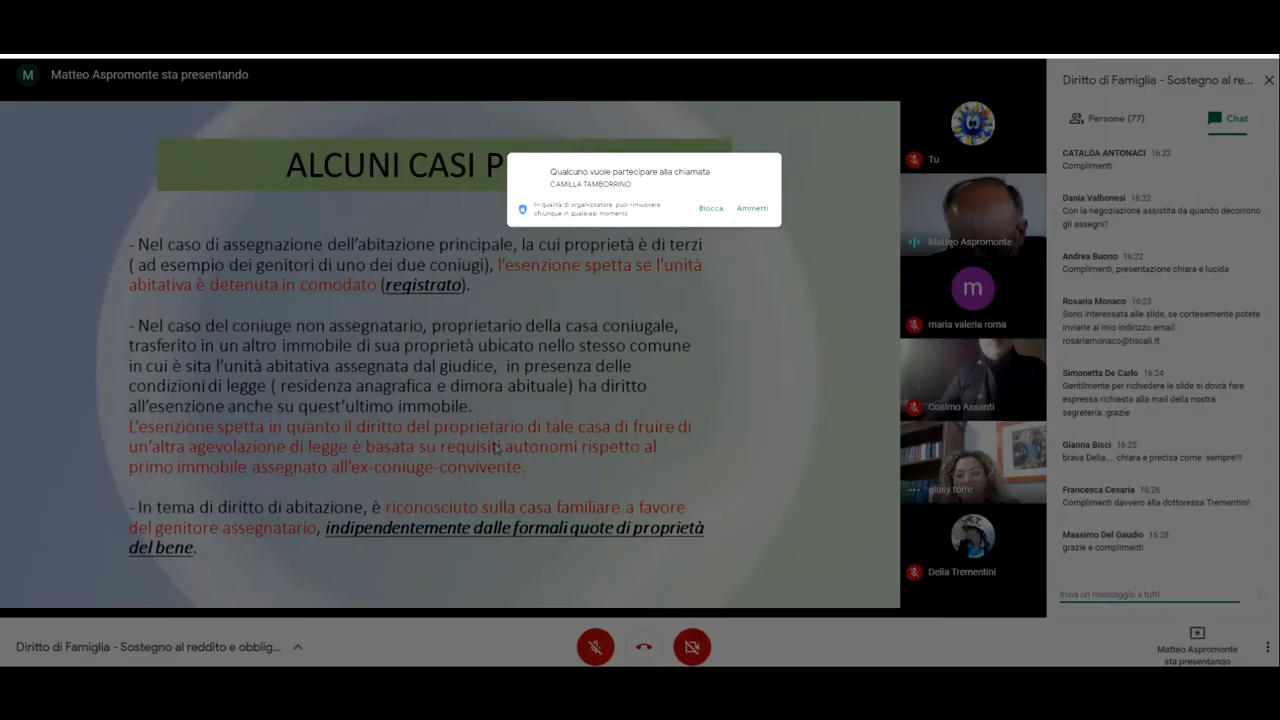 M
Matteo Aspromonte sta presentando
ALCUNI CASI P
Qualcuno vuole partecipare alla chiamata
CAMILLA TAMBORRINO
In qualità di organizzatore, puoi rimuovere
chiunque in qualsiasi momento
Blocca
Ammetti
- Nel caso di assegnazione dell'abitazione principale, la cui proprietà è di terzi
( ad esempio dei genitori di uno dei due coniugi), l'esenzione spetta se l'unità
abitativa è detenuta in comodato (registrato).
- Nel caso del coniuge non assegnatario, proprietario della casa coniugale,
trasferito in un altro immobile di sua proprietà ubicato nello stesso comune
in cui è sita l'unità abitativa assegnata dal giudice, in presenza delle
condizioni di legge ( residenza anagrafica e dimora abituale) ha diritto
all'esenzione anche su quest'ultimo immobile.
L'esenzione spetta in quanto il diritto del proprietario di tale casa di fruire di
un'altra agevolazione di legge è basata su requisiti autonomi rispetto al
primo immobile assegnato all'ex-coniuge-convivente.
- In tema di diritto di abitazione, è riconosciuto sulla casa familiare a favore
del genitore assegnatario, indipendentemente dalle formali quote di proprietà
del bene.
Tu
Matteo Aspromonte
m
maria valeria roma
Cosimo Assanti
giusy torre
Delia Trementini
Diritto di Famiglia - Sostegno al re...
Persone (77)
Chat
CATALDA ANTONACI 16:22
Complimenti
Dania Valbonesi 16:22
Con la negoziazione assistita da quando decorrono
gli assegni?
Andrea Buono 16:22
Complimenti, presentazione chiara e lucida
Rosaria Monaco 16:23
Sono interessata alle slide, se cortesemente potete
inviarle al mio indirizzo email:
rosariamonaco@tiscali.it
Simonetta De Carlo 16:24
Gentilmente per richiedere le slide si dovrà fare
espressa richiesta alla mail della nostra
segreteria..grazie
Gianna Bisci 16:25
brava Della.... chiara e precisa come sempre!!!
Francesca Cesaria 16:26
Complimenti davvero alla dottoressa Trementini!
Massimo Del Gaudio 16:28
grazie e complimenti
Invia un messaggio a tutti
Diritto di Famiglia - Sostegno al reddito e obblig...
Matteo Aspromonte
sta presentando